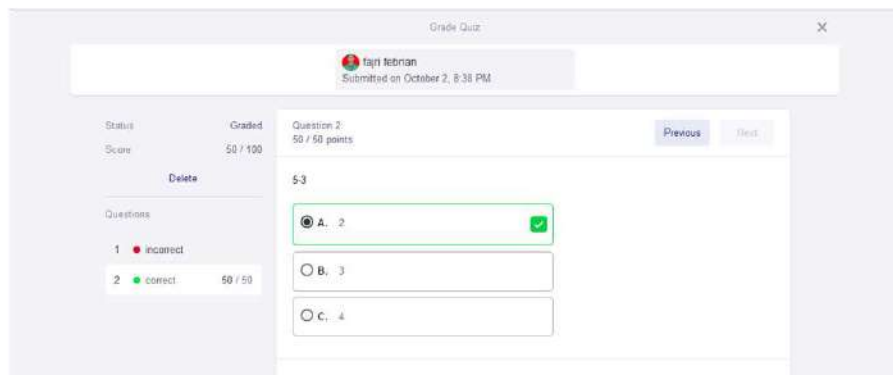 Grade Quiz
fajri febrian
Submitted on October 2, 8:38 PM
Status Graded
Score 50 / 100
Delete
Questions
1 incorrect
2 correct 50 / 50
Question 2
50 / 50 points
Previous Next
5-3
A. 2
B. 3
C. 4